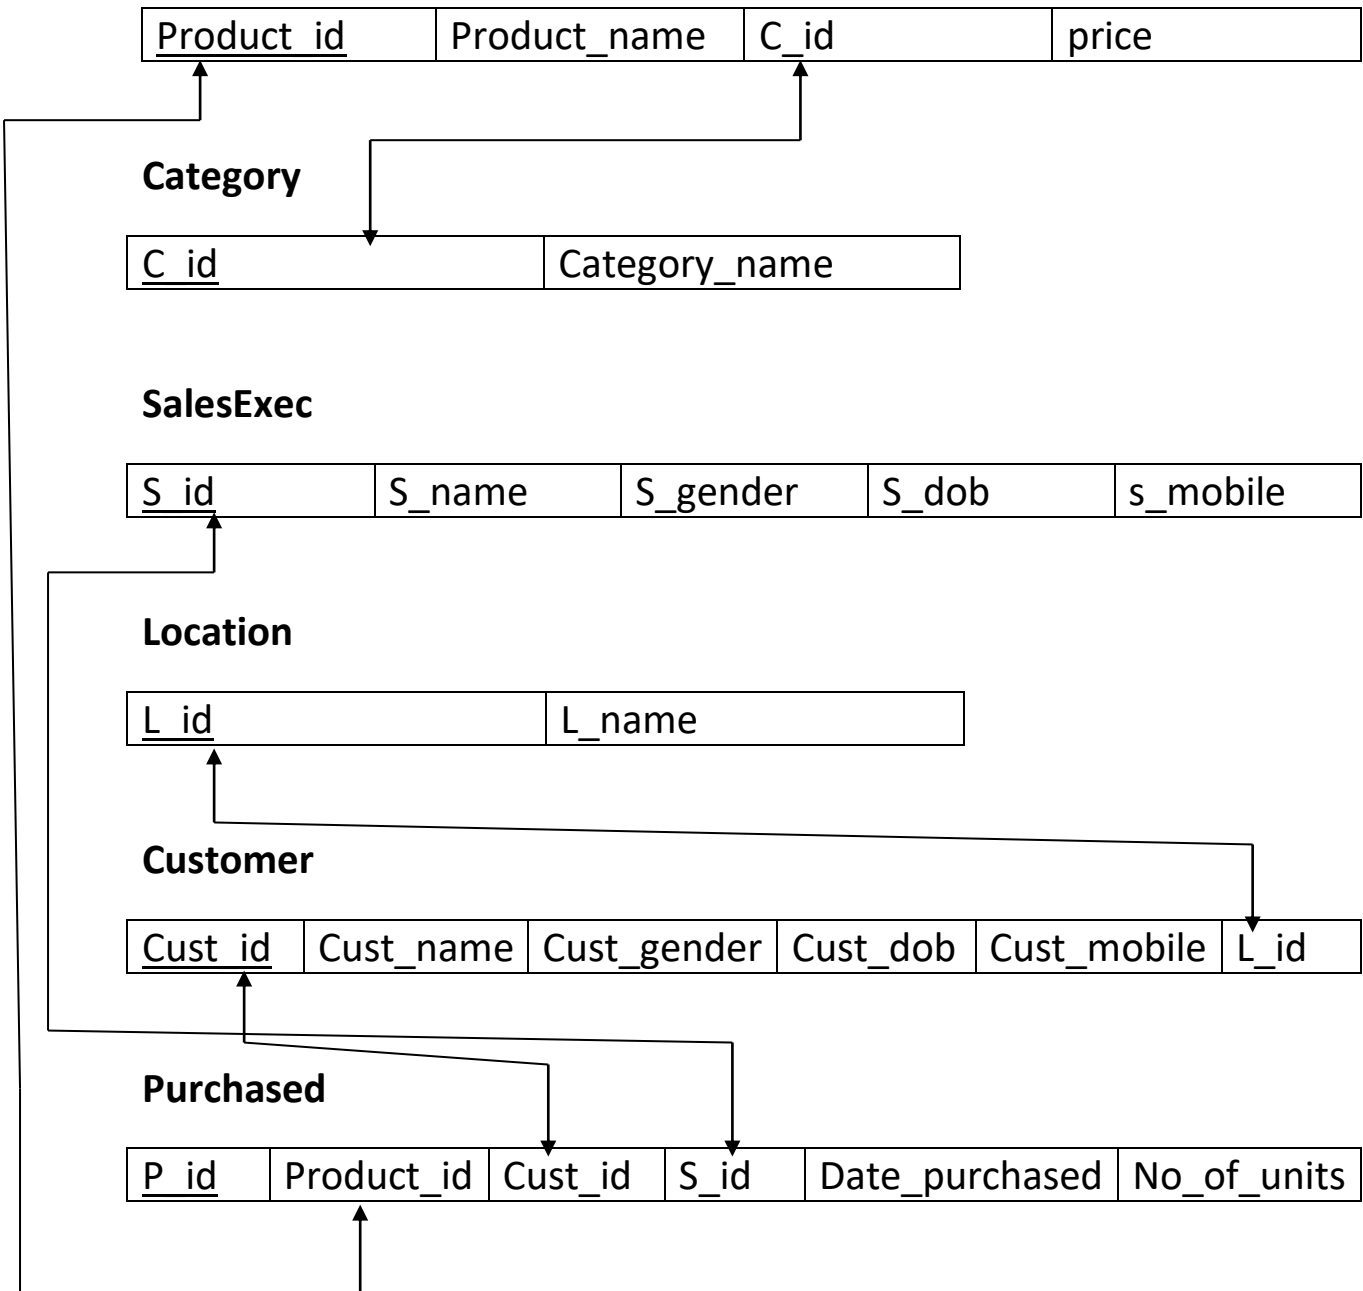 Product_id Product_name C_id price
Category
C_id Category_name
SalesExec
S_id S_name S_gender S_dob s_mobile
Location
L_id L_name
Customer
Cust_id Cust_name Cust_gender Cust_dob Cust_mobile L_id
Purchased
P_id Product_id Cust_id S_id Date_purchased No_of_units